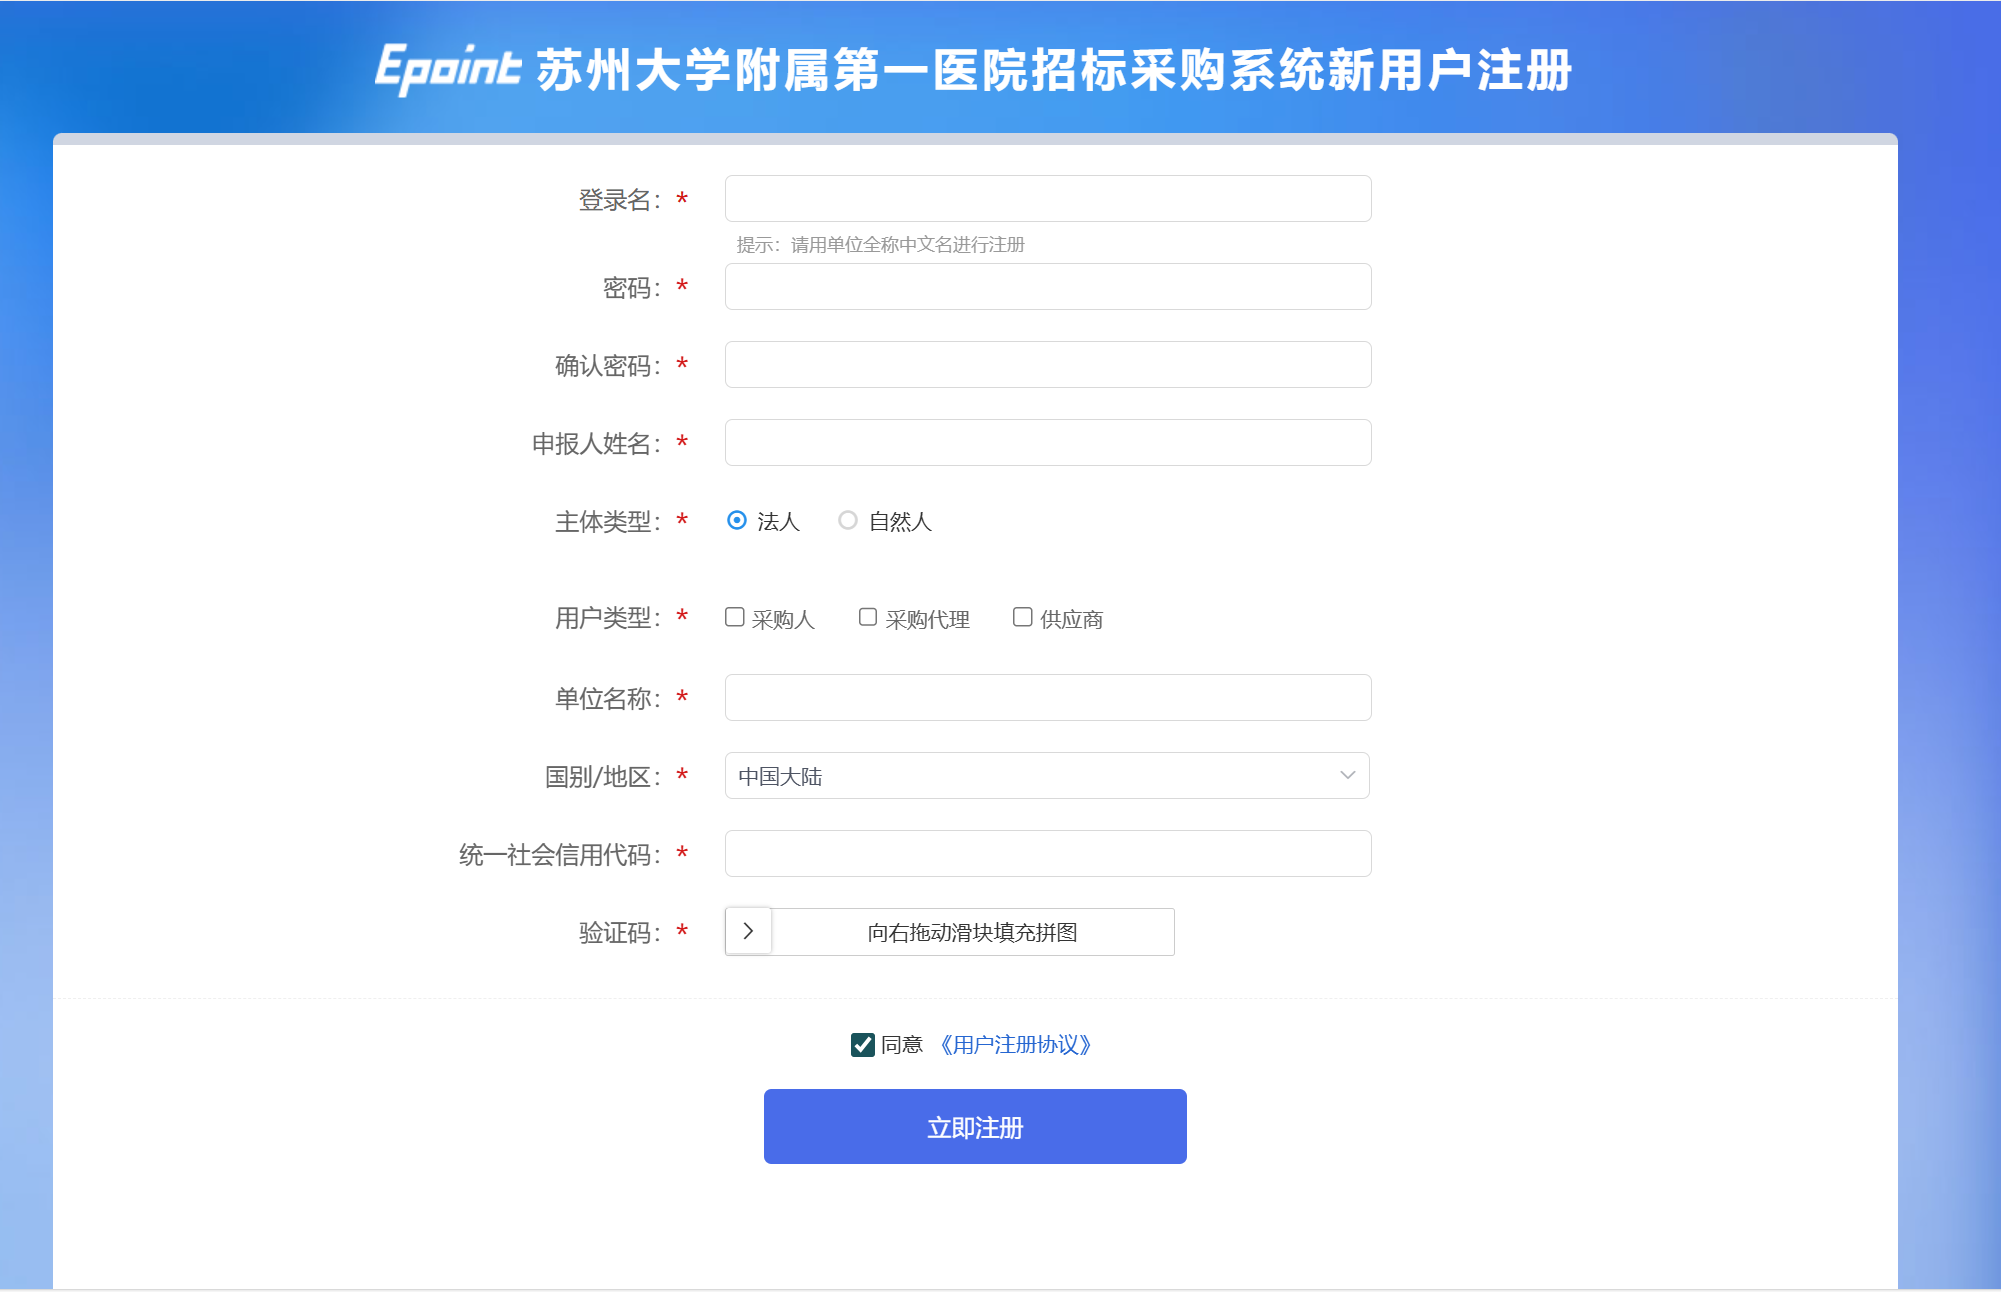 Epoint 苏州大学附属第一医院招标采购系统新用户注册
登录名：*
提示：请用单位全称中文名进行注册
密码：*
确认密码：*
申报人姓名：*
主体类型：* 法人 自然人
用户类型：* 采购人 采购代理 供应商
单位名称：*
国别/地区：* 中国大陆
统一社会信用代码：*
验证码：* 向右拖动滑块填充拼图
同意 《用户注册协议》
立即注册